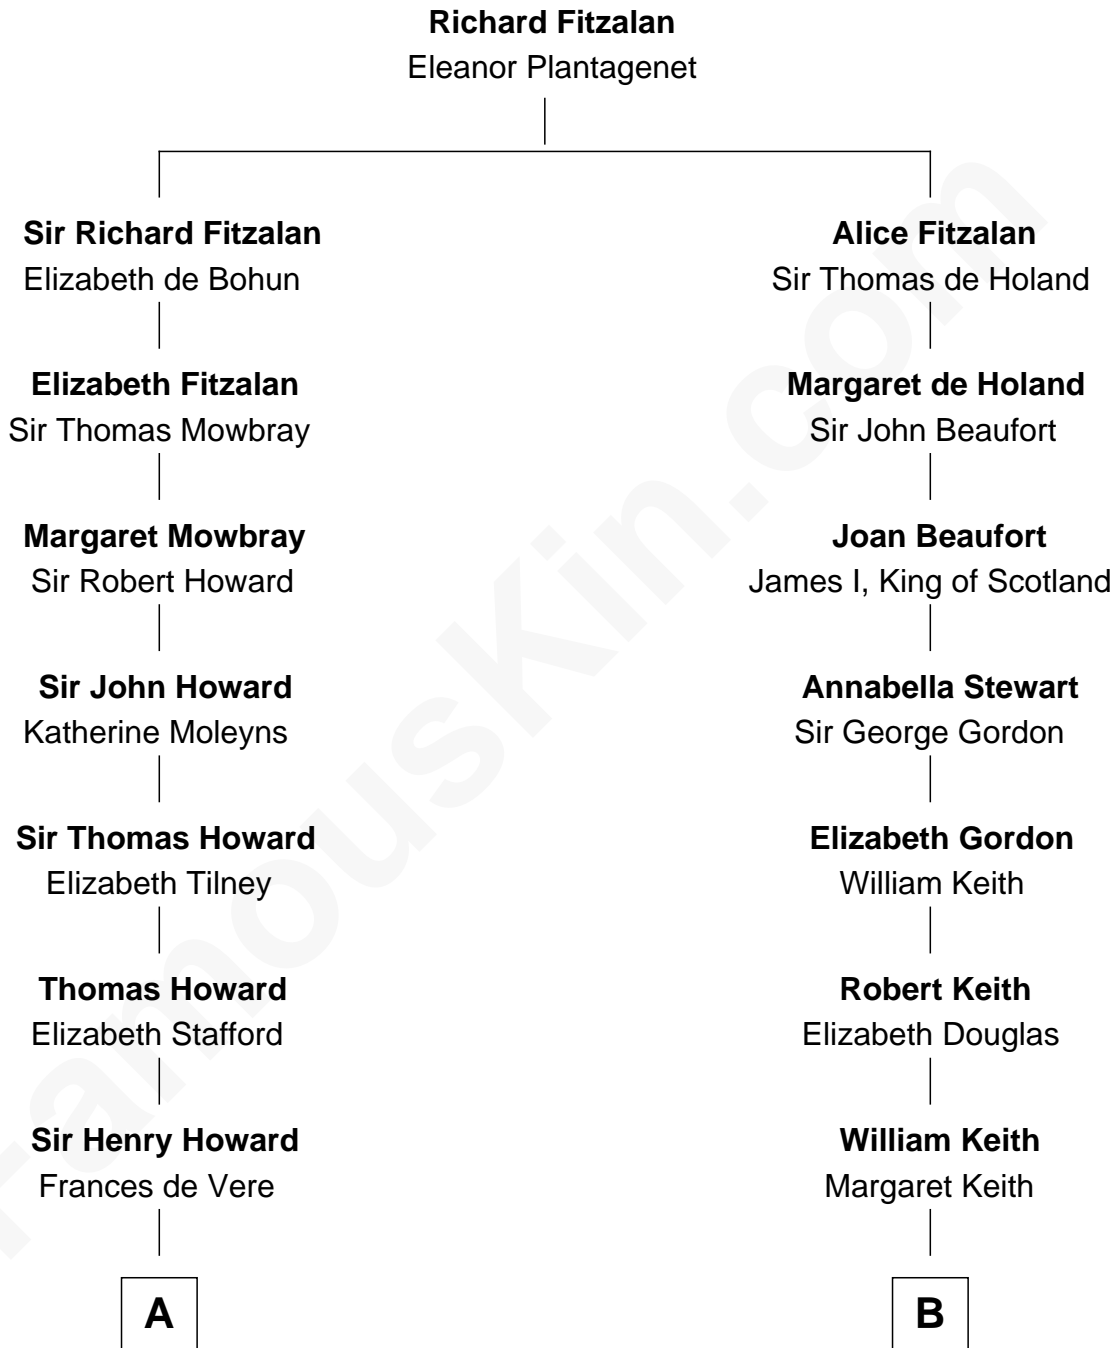 Richard Fitzalan
Eleanor Plantagenet
Sir Richard Fitzalan
Elizabeth de Bohun
Elizabeth Fitzalan
Sir Thomas Mowbray
Margaret Mowbray
Sir Robert Howard
Sir John Howard
Katherine Moleyns
Sir Thomas Howard
Elizabeth Tilney
Thomas Howard
Elizabeth Stafford
Sir Henry Howard
Frances de Vere
A
Alice Fitzalan
Sir Thomas de Holand
Margaret de Holand
Sir John Beaufort
Joan Beaufort
James I, King of Scotland
Annabella Stewart
Sir George Gordon
Elizabeth Gordon
William Keith
Robert Keith
Elizabeth Douglas
William Keith
Margaret Keith
B
FamousKin.com